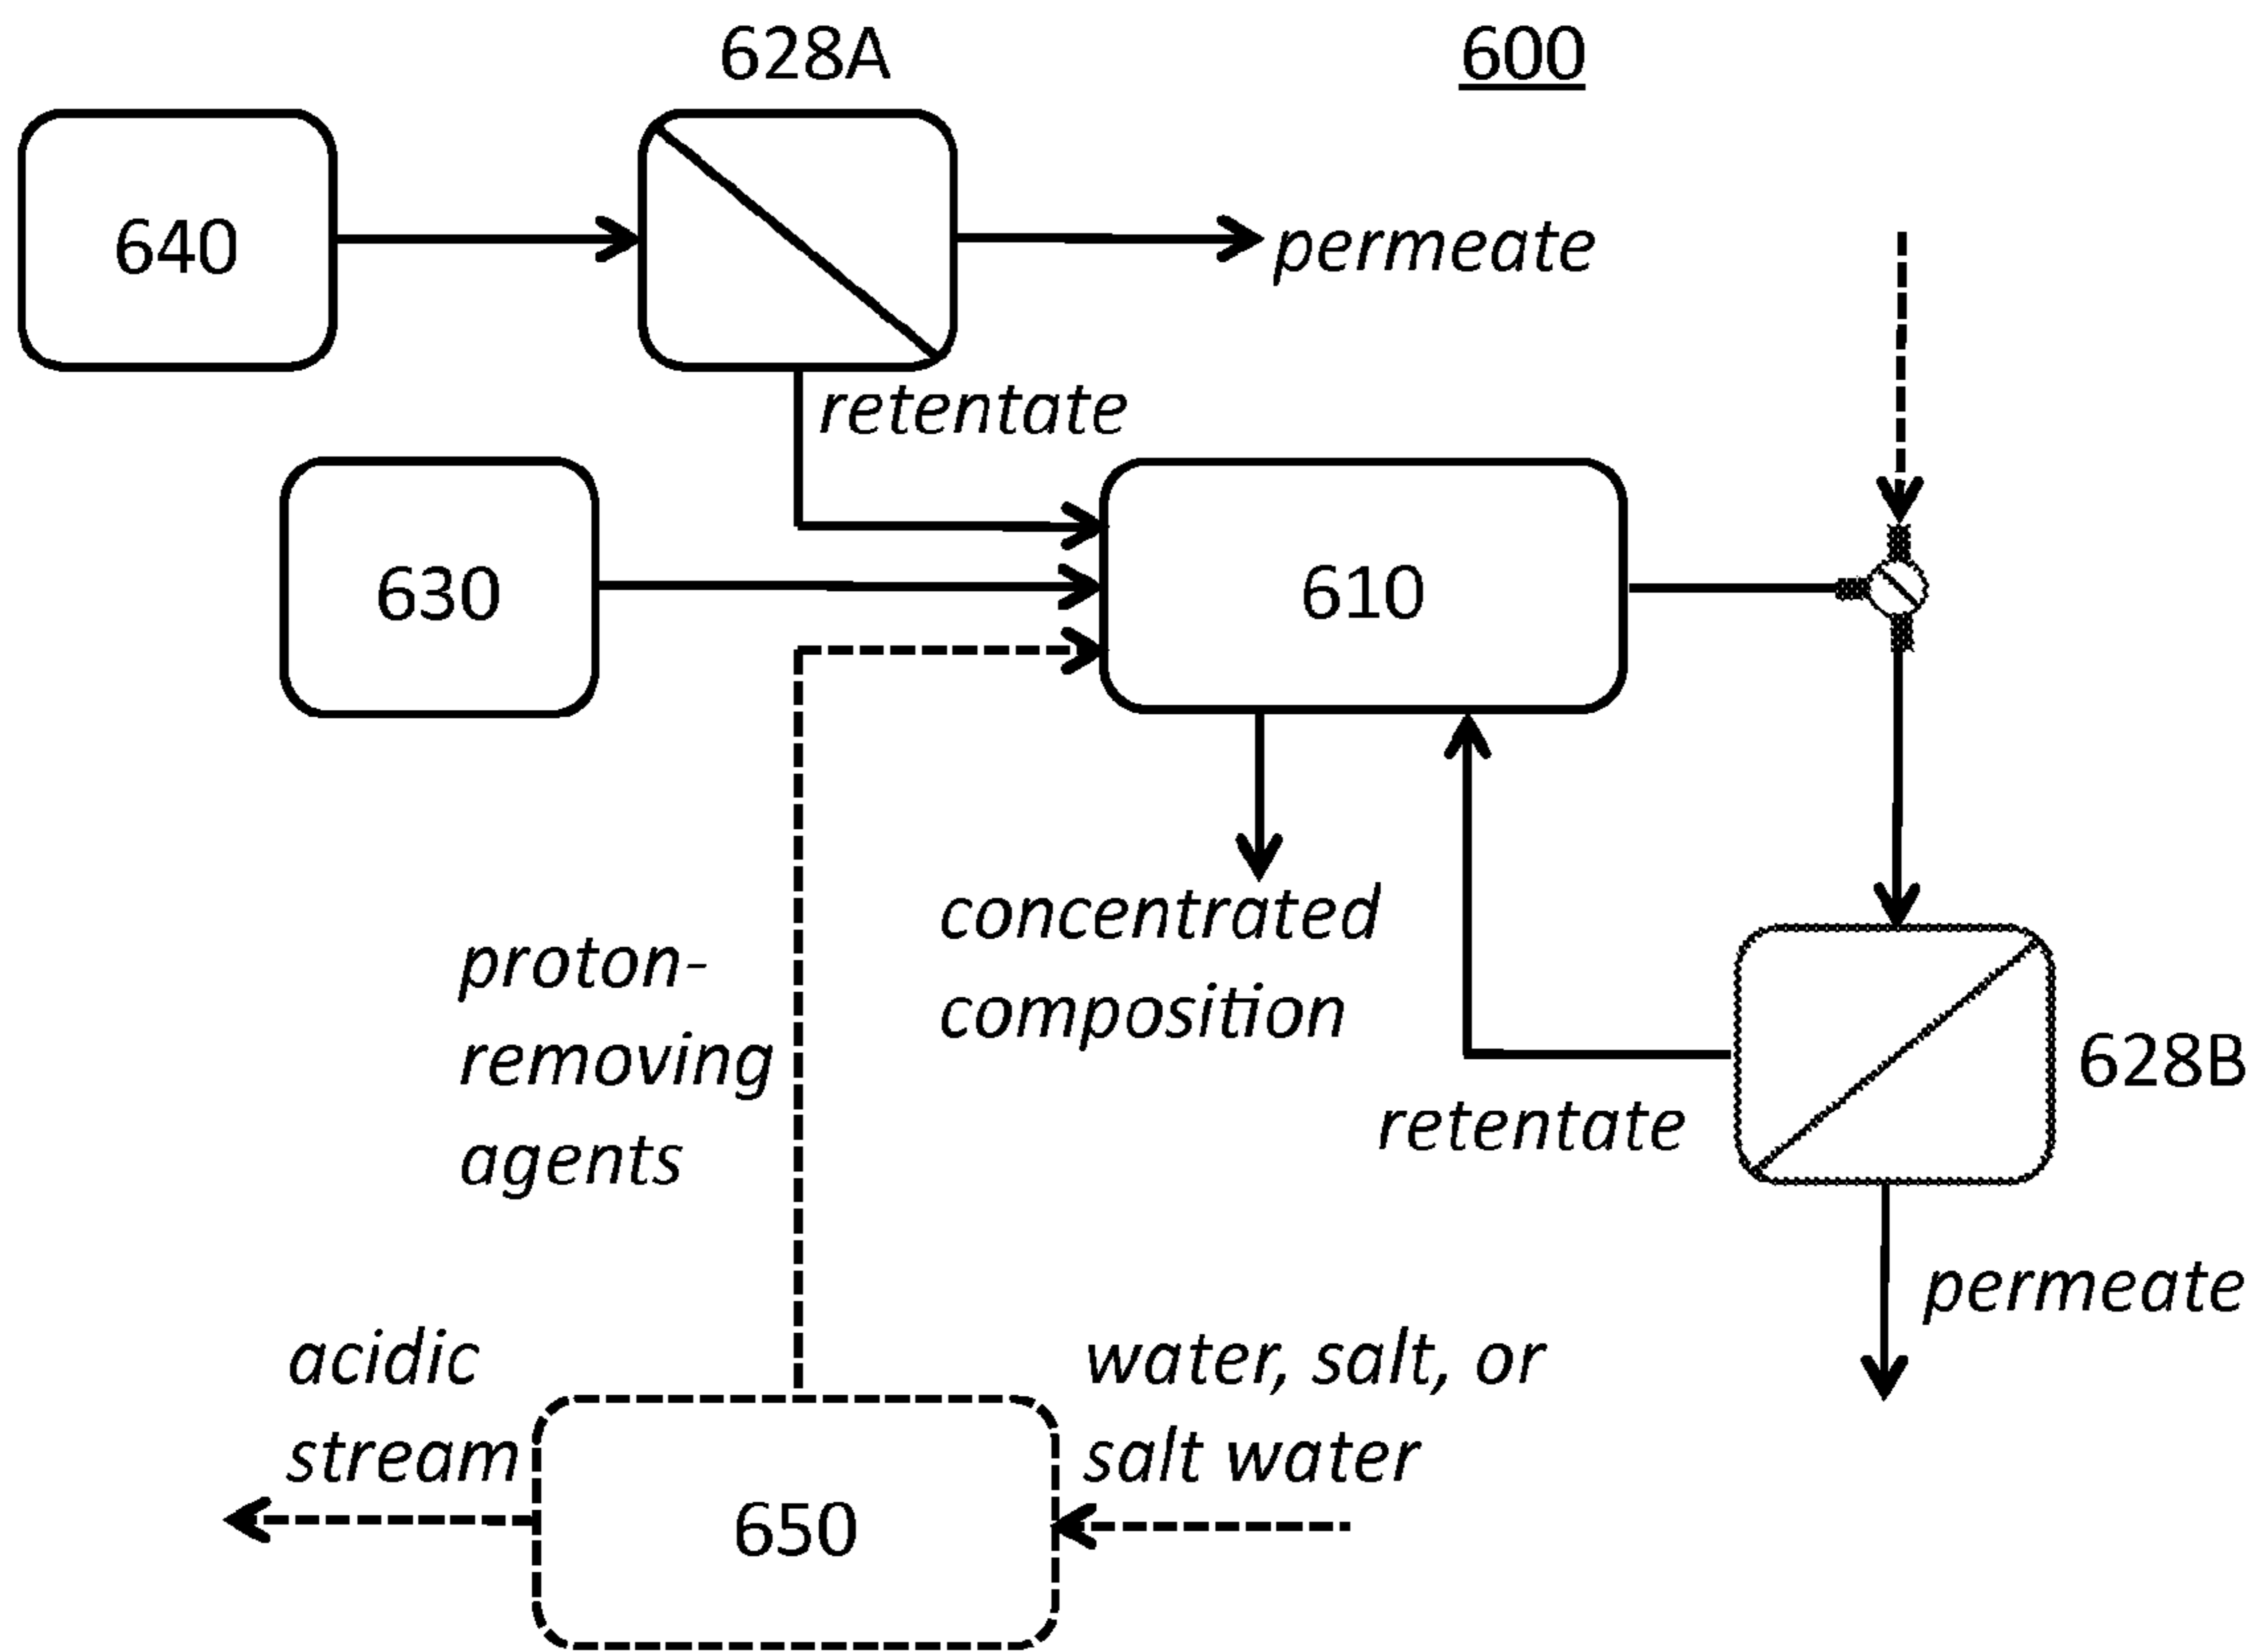 628A
600
640
permeate
retentate
630
610
concentrated
composition
proton-
removing
agents
retentate
628B
permeate
acidic
stream
water, salt, or
salt water
650